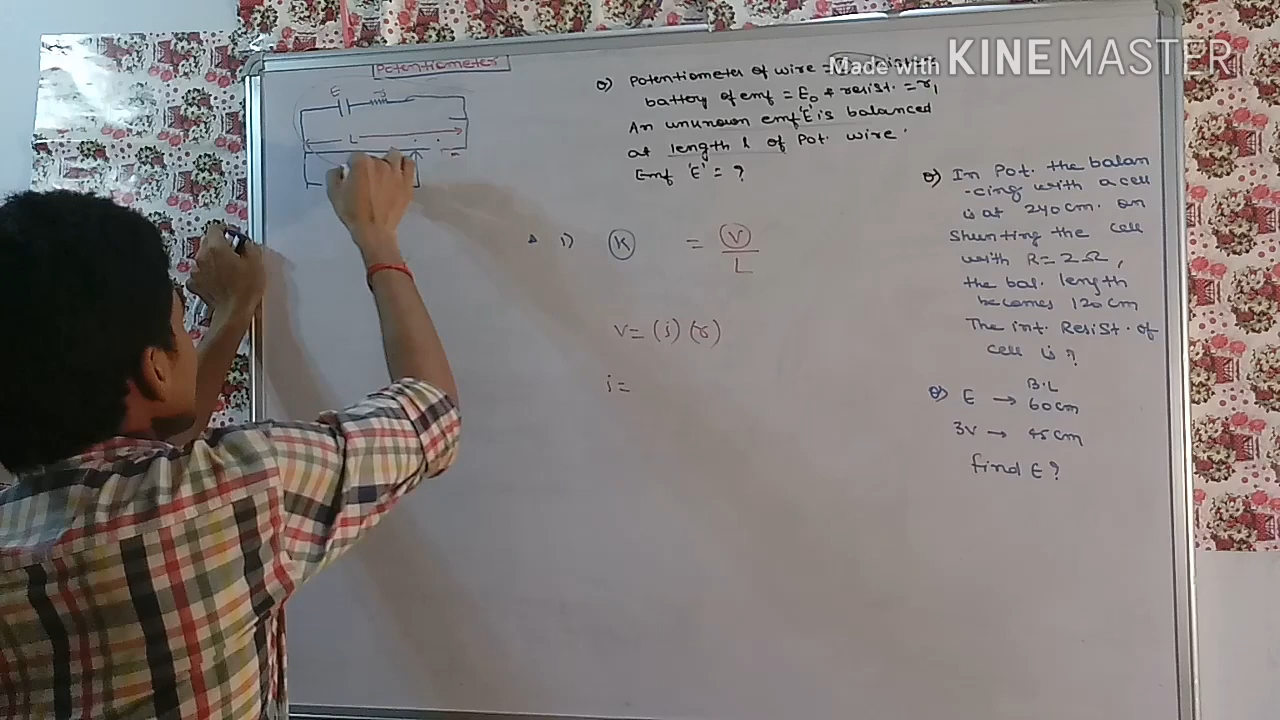 Made with KINEMASTER
Potentiometer
E
r
L
Q) Potentiometer of wire =
battery of emf = E₀ & resist. = r₁
An unknown emf 'E' is balanced
at length l of Pot. wire.
Emf 'E' = ?
1) K = V
L
V = (i) (r)
i =
Q) In Pot. the balan
-cing with a cell
is at 240 cm. on
shunting the cell
with R = 2 Ω,
the bal. length
becomes 120 cm
The int. Resist. of
cell is ?
Q) E → B.L
60 cm
3V → 45 cm
find E ?